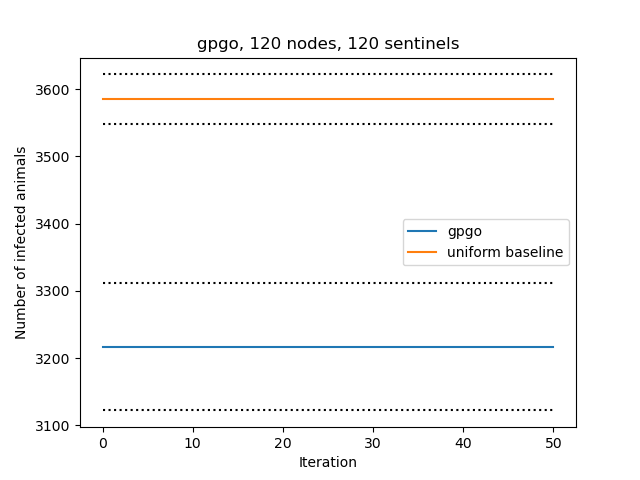 gpgo, 120 nodes, 120 sentinels
Number of infected animals
3600
3500
3400
3300
3200
3100
gpgo
uniform baseline
0 10 20 30 40 50
Iteration